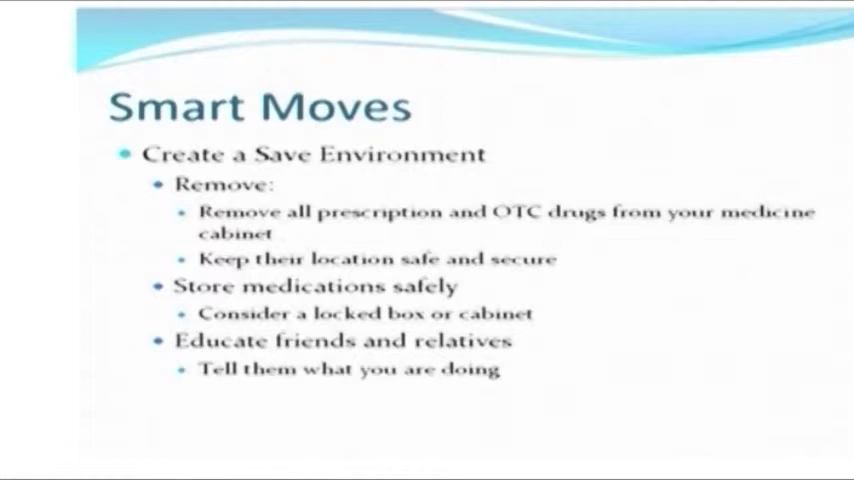 Smart Moves
Create a Save Environment
Remove:
Remove all prescription and OTC drugs from your medicine
cabinet
Keep their location safe and secure
Store medications safely
Consider a locked box or cabinet
Educate friends and relatives
Tell them what you are doing